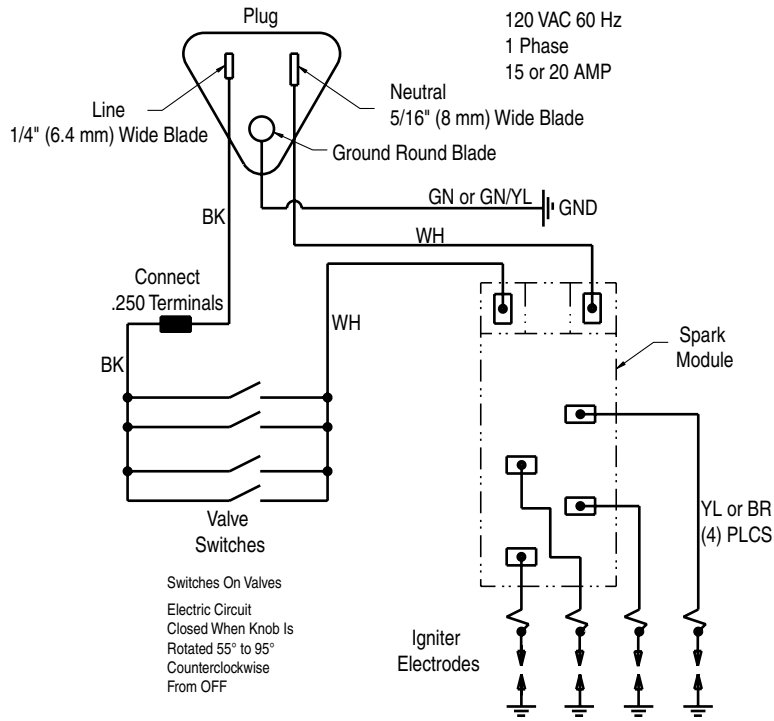 Plug
120 VAC 60 Hz
1 Phase
15 or 20 AMP
Line
1/4" (6.4 mm) Wide Blade
Neutral
5/16" (8 mm) Wide Blade
Ground Round Blade
GN or GN/YL
GND
BK
WH
Connect
.250 Terminals
WH
BK
Spark
Module
Valve
Switches
YL or BR
(4) PLCS
Switches On Valves
Electric Circuit
Closed When Knob Is
Rotated 55° to 95°
Counterclockwise
From OFF
Igniter
Electrodes